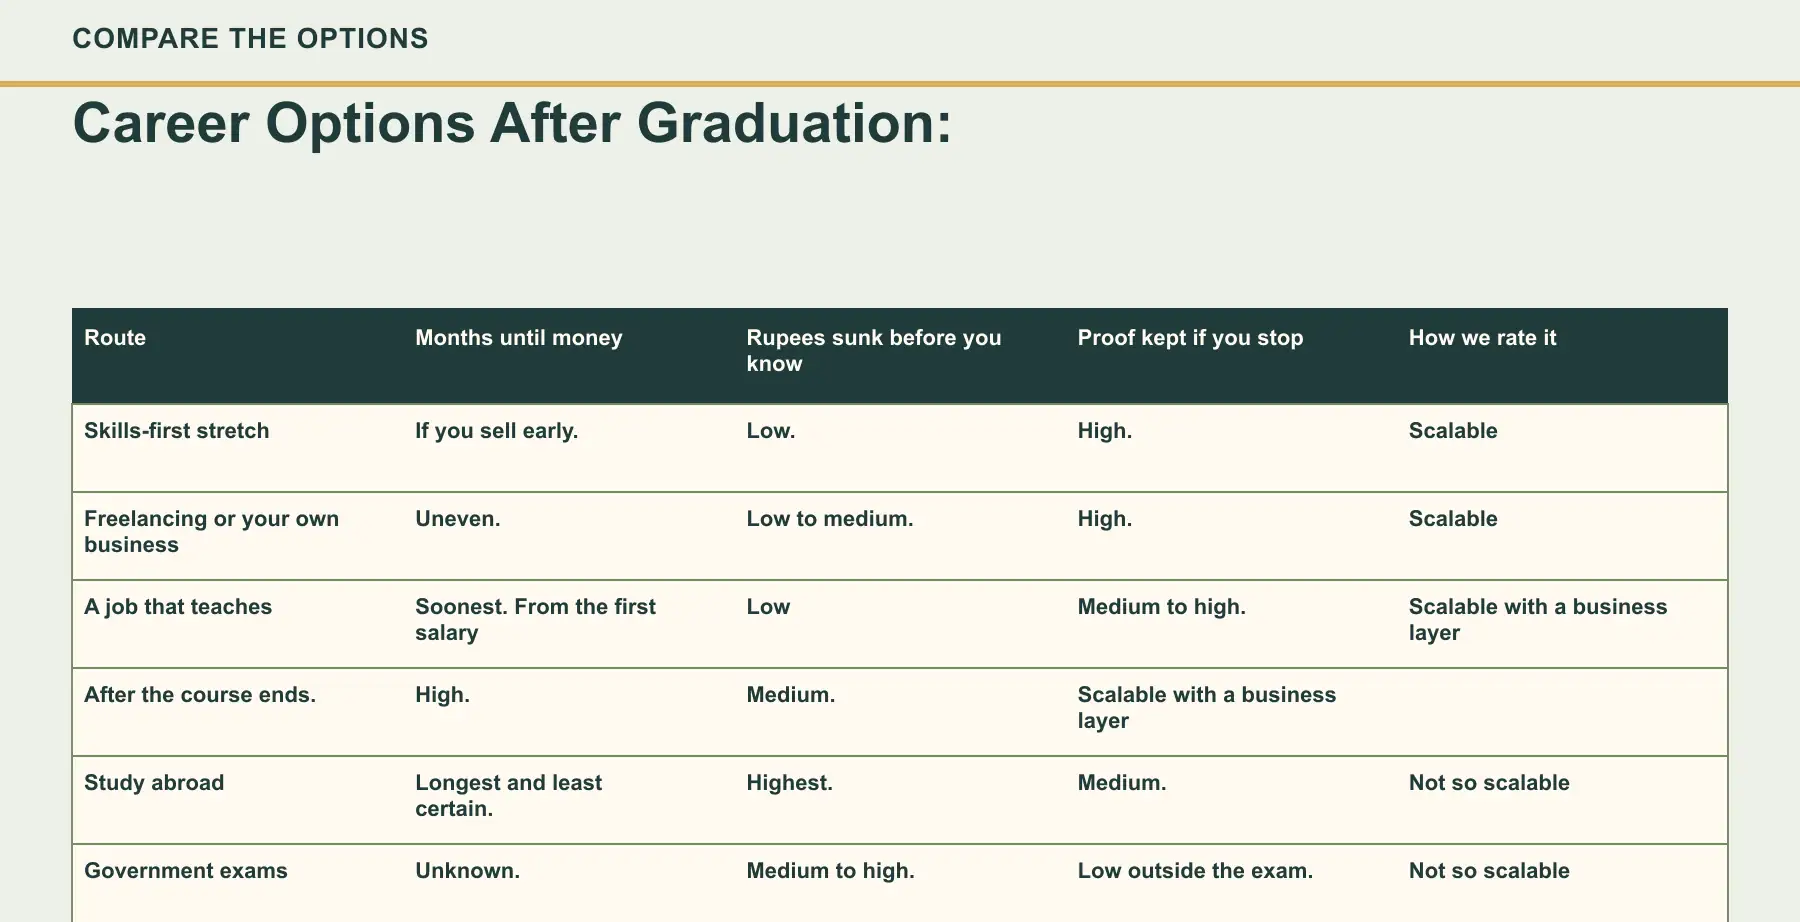 COMPARE THE OPTIONS
Career Options After Graduation:
Route
Months until money
Rupees sunk before you
know
Proof kept if you stop
How we rate it
Skills-first stretch
If you sell early.
Low.
High.
Scalable
Freelancing or your own
business
Uneven.
Low to medium.
High.
Scalable
A job that teaches
Soonest. From the first
salary
Low
Medium to high.
Scalable with a business
layer
After the course ends.
High.
Medium.
Scalable with a business
layer
Study abroad
Longest and least
certain.
Highest.
Medium.
Not so scalable
Government exams
Unknown.
Medium to high.
Low outside the exam.
Not so scalable